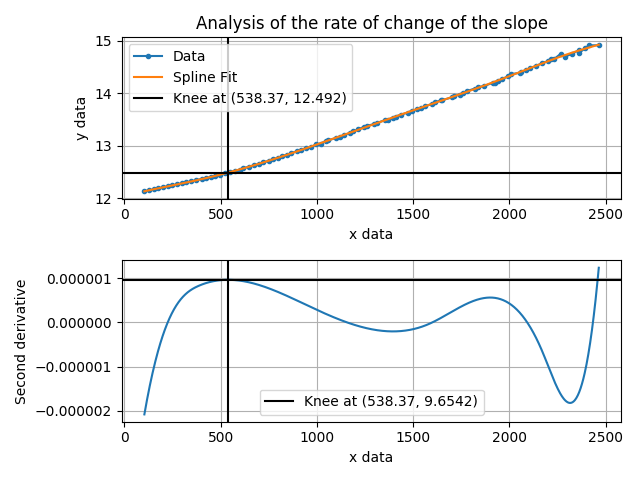 Analysis of the rate of change of the slope
15
14
13
12
y data
Data
Spline Fit
Knee at (538.37, 12.492)
0
500
1000
1500
2000
2500
x data
0.000001
0.000000
−0.000001
−0.000002
Second derivative
Knee at (538.37, 9.6542)
0
500
1000
1500
2000
2500
x data